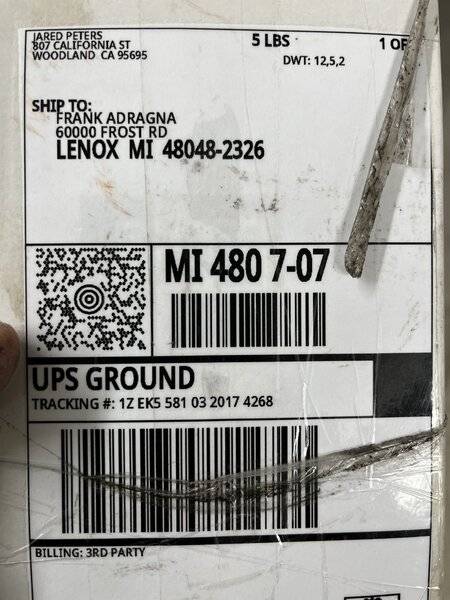 JARED PETERS
807 CALIFORNIA ST
WOODLAND CA 95695
5 LBS
1 OF
DWT: 12,5,2
SHIP TO:
FRANK ADRAGNA
60000 FROST RD
LENOX MI 48048-2326
MI 480 7-07
UPS GROUND
TRACKING #: 1Z EK5 581 03 2017 4268
BILLING: 3RD PARTY